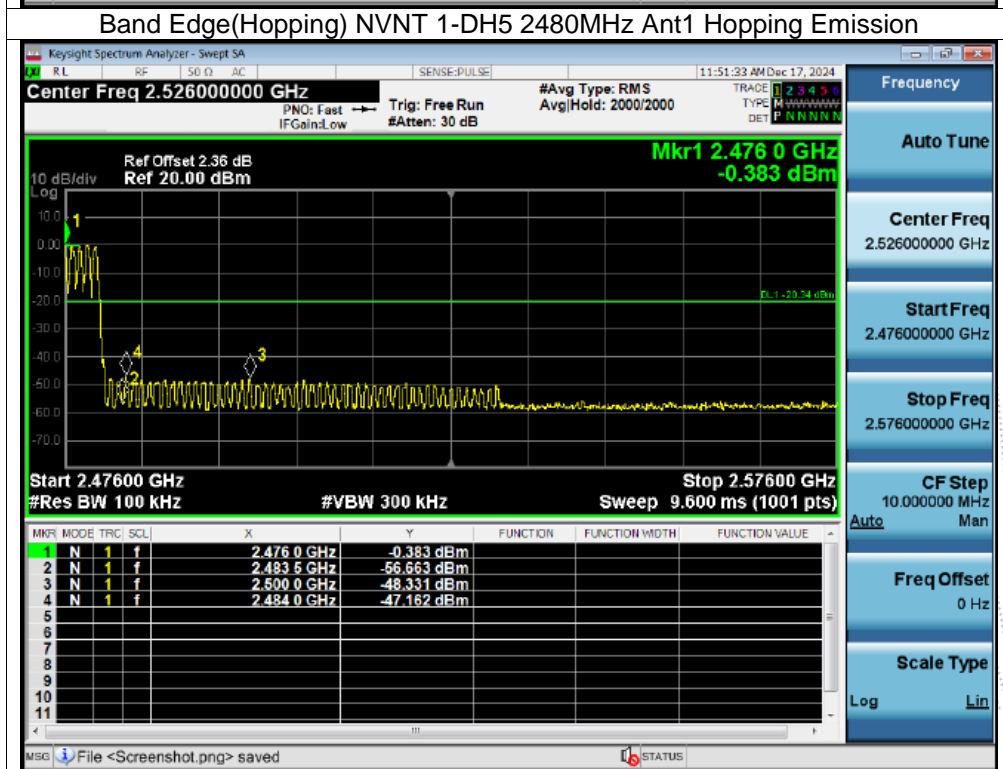 Band Edge(Hopping) NVNT 1-DH5 2480MHz Ant1 Hopping Emission
Keysight Spectrum Analyzer - Swept SA
LXI RL RF 50 Ω AC SENSE:PULSE 11:51:33 AM Dec 17, 2024
Center Freq 2.526000000 GHz #Avg Type: RMS TRACE 1 2 3 4 5 6
PNO: Fast Trig: Free Run Avg|Hold: 2000/2000 TYPE M WWWWW
IFGain:Low #Atten: 30 dB DET P N N N N N
Mkr1 2.476 0 GHz
Ref Offset 2.36 dB
10 dB/div Ref 20.00 dBm -0.383 dBm
Log
10.0
1
0.00
-10.0
-20.0
DL1 -20.34 dBm
-30.0
-40.0
4
3
-50.0
2
-60.0
-70.0
Start 2.47600 GHz Stop 2.57600 GHz
#Res BW 100 kHz #VBW 300 kHz Sweep 9.600 ms (1001 pts)
MKR MODE TRC SCL X Y FUNCTION FUNCTION WIDTH FUNCTION VALUE
1 N 1 f 2.476 0 GHz -0.383 dBm
2 N 1 f 2.483 5 GHz -56.663 dBm
3 N 1 f 2.500 0 GHz -48.331 dBm
4 N 1 f 2.484 0 GHz -47.162 dBm
5
6
7
8
9
10
11
MSG File <Screenshot.png> saved STATUS
Frequency
Auto Tune
Center Freq
2.526000000 GHz
Start Freq
2.476000000 GHz
Stop Freq
2.576000000 GHz
CF Step
10.000000 MHz
Auto Man
Freq Offset
0 Hz
Scale Type
Log Lin